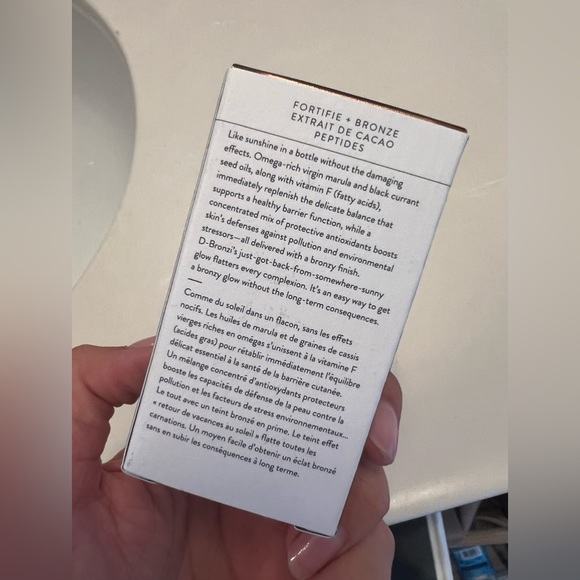 FORTIFIE + BRONZE
EXTRAIT DE CACAO
PEPTIDES
Like sunshine in a bottle without the damaging
effects. Omega-rich virgin marula and black currant
seed oils, along with vitamin F (fatty acids),
immediately replenish the delicate balance that
supports a healthy barrier function, while a
concentrated mix of protective antioxidants boosts
skin's defenses against pollution and environmental
stressors—all delivered with a bronzy finish.
D-Bronzi's just-got-back-from-somewhere-sunny
glow flatters every complexion. It's an easy way to get
a bronzy glow without the long-term consequences.
—
Comme du soleil dans un flacon, sans les effets
nocifs. Les huiles de marula et de graines de cassis
vierges riches en omégas s'unissent à la vitamine F
(acides gras) pour rétablir immédiatement l'équilibre
délicat essentiel à la santé de la barrière cutanée.
Un mélange concentré d'antioxydants protecteurs
booste les capacités de défense de la peau contre la
pollution et les facteurs de stress environnementaux...
Le tout avec un teint bronzé en prime. Le teint effet
« retour de vacances au soleil » flatte toutes les
carnations. Un moyen facile d'obtenir un éclat bronzé
sans en subir les conséquences à long terme.